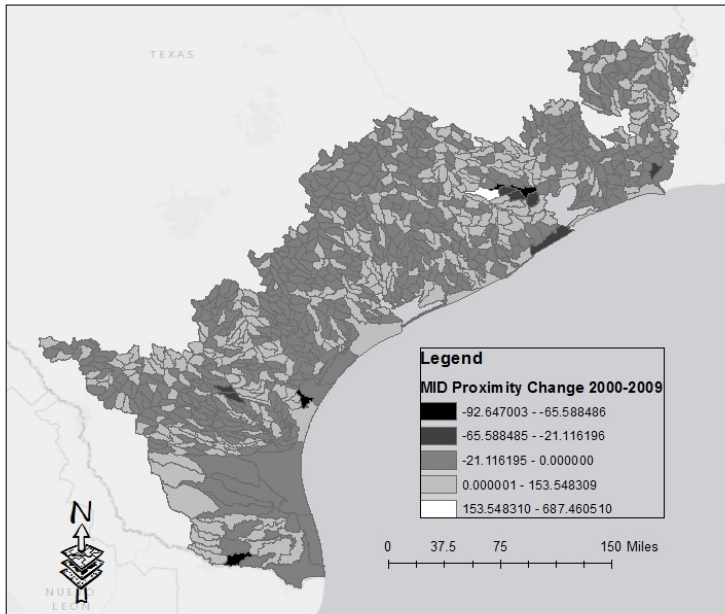 TEXAS
Legend
MID Proximity Change 2000-2009
-92.647003 - -65.588486
-65.588485 - -21.116196
-21.116195 - 0.000000
0.000001 - 153.548309
153.548310 - 687.460510
N
0 37.5 75 150 Miles
NUEVO
LEON